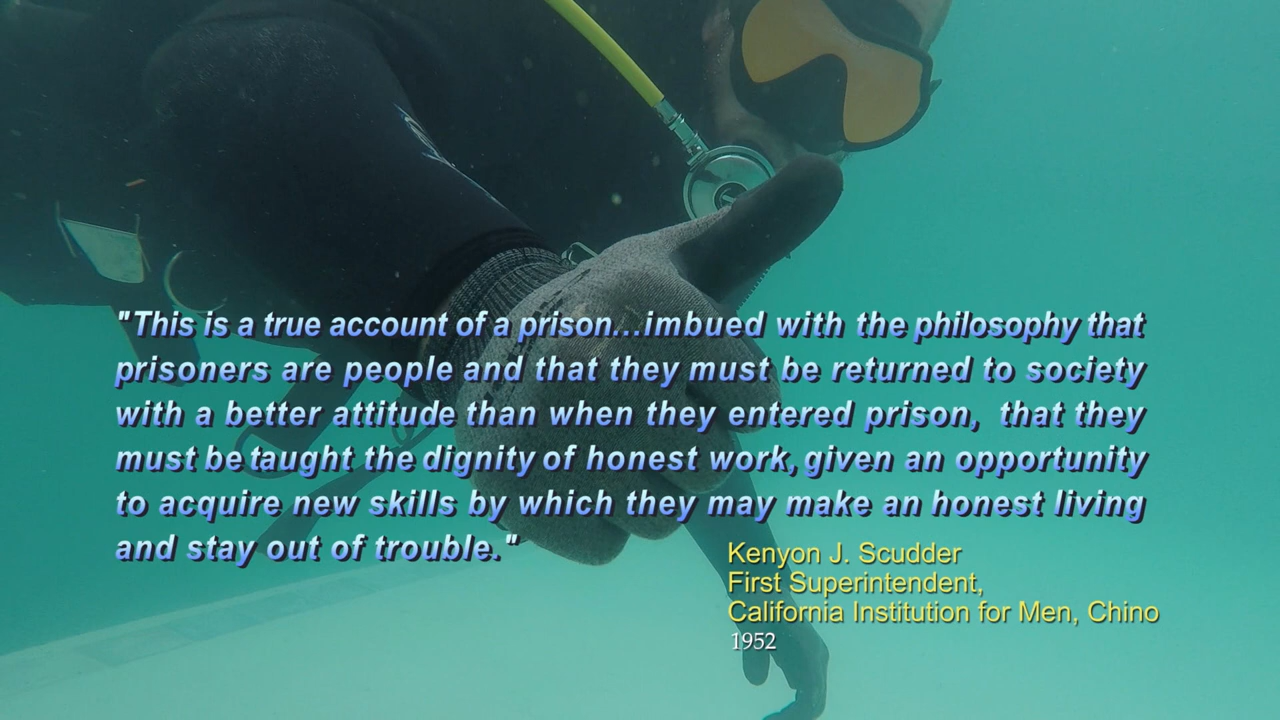 "This is a true account of a prison...imbued with the philosophy that
prisoners are people and that they must be returned to society
with a better attitude than when they entered prison, that they
must be taught the dignity of honest work, given an opportunity
to acquire new skills by which they may make an honest living
and stay out of trouble."
Kenyon J. Scudder
First Superintendent,
California Institution for Men, Chino
1952